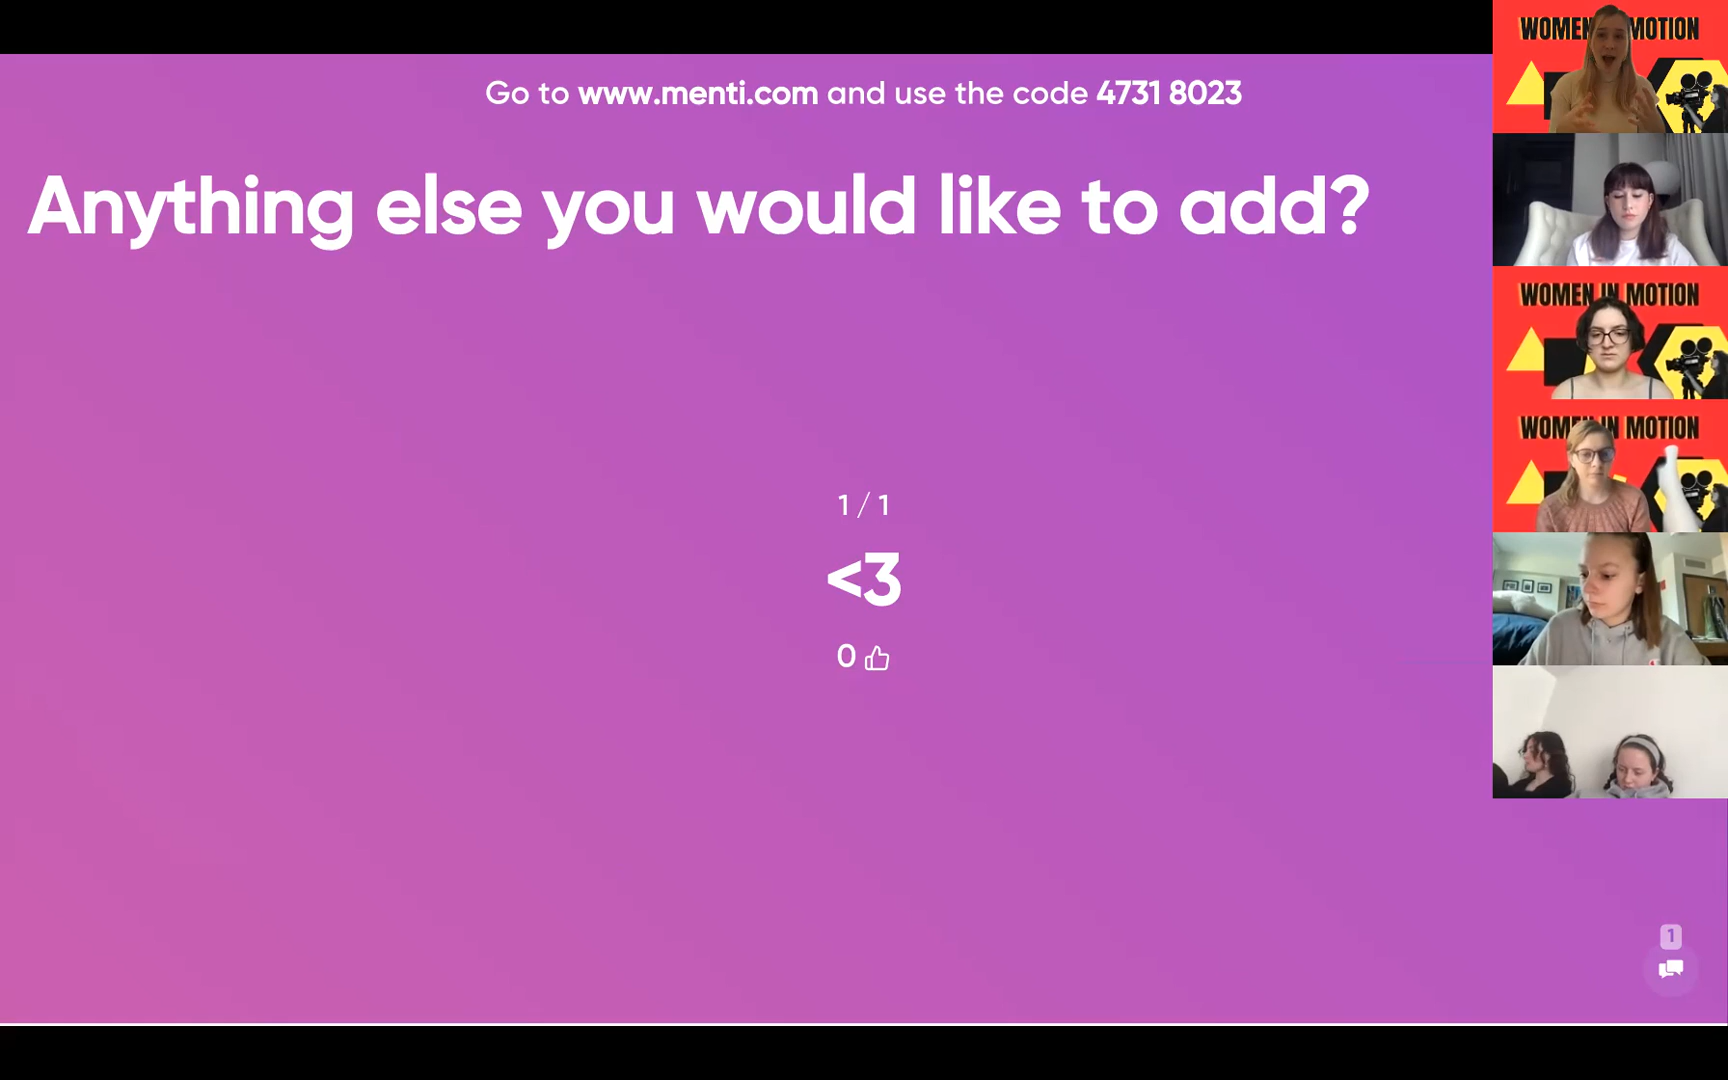 Go to www.menti.com and use the code 4731 8023
Anything else you would like to add?
1 / 1
<3
0
1
WOMEN MOTION
WOMEN IN MOTION
WOMEN IN MOTION